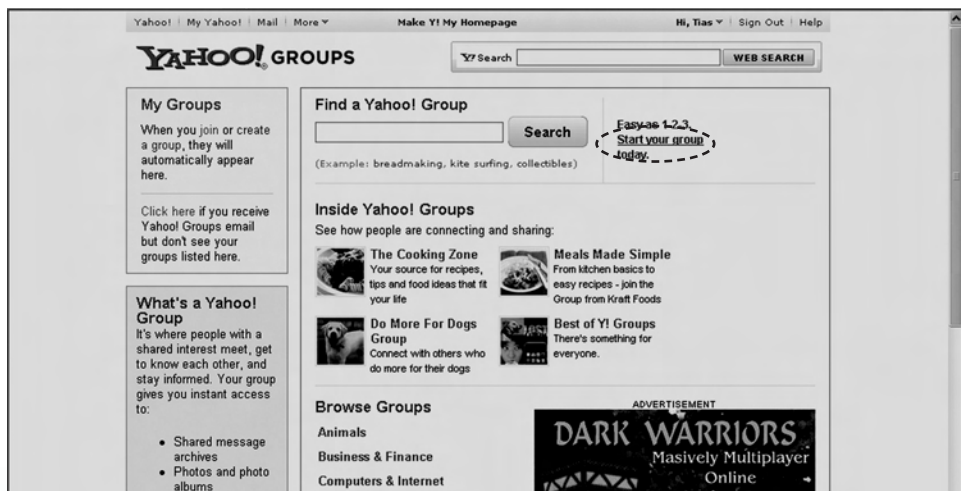 Yahoo! My Yahoo! Mail More Make Y! My Homepage Hi, Tias Sign Out Help
YAHOO! GROUPS
Y! Search WEB SEARCH
My Groups
When you join or create
a group, they will
automatically appear
here.
Click here if you receive
Yahoo! Groups email
but don't see your
groups listed here.
What's a Yahoo!
Group
It's where people with a
shared interest meet, get
to know each other, and
stay informed. Your group
gives you instant access
to:
• Shared message
archives
• Photos and photo
albums
Find a Yahoo! Group
Search
(Example: breadmaking, kite surfing, collectibles)
Easy as 1-2-3.
Start your group
today.
Inside Yahoo! Groups
See how people are connecting and sharing:
The Cooking Zone
Your source for recipes,
tips and food ideas that fit
your life
Meals Made Simple
From kitchen basics to
easy recipes - join the
Group from Kraft Foods
Do More For Dogs
Group
Connect with others who
do more for their dogs
Best of Y! Groups
There's something for
everyone.
Browse Groups
Animals
Business & Finance
Computers & Internet
ADVERTISEMENT
DARK WARRIORS
Masively Multiplayer
Online